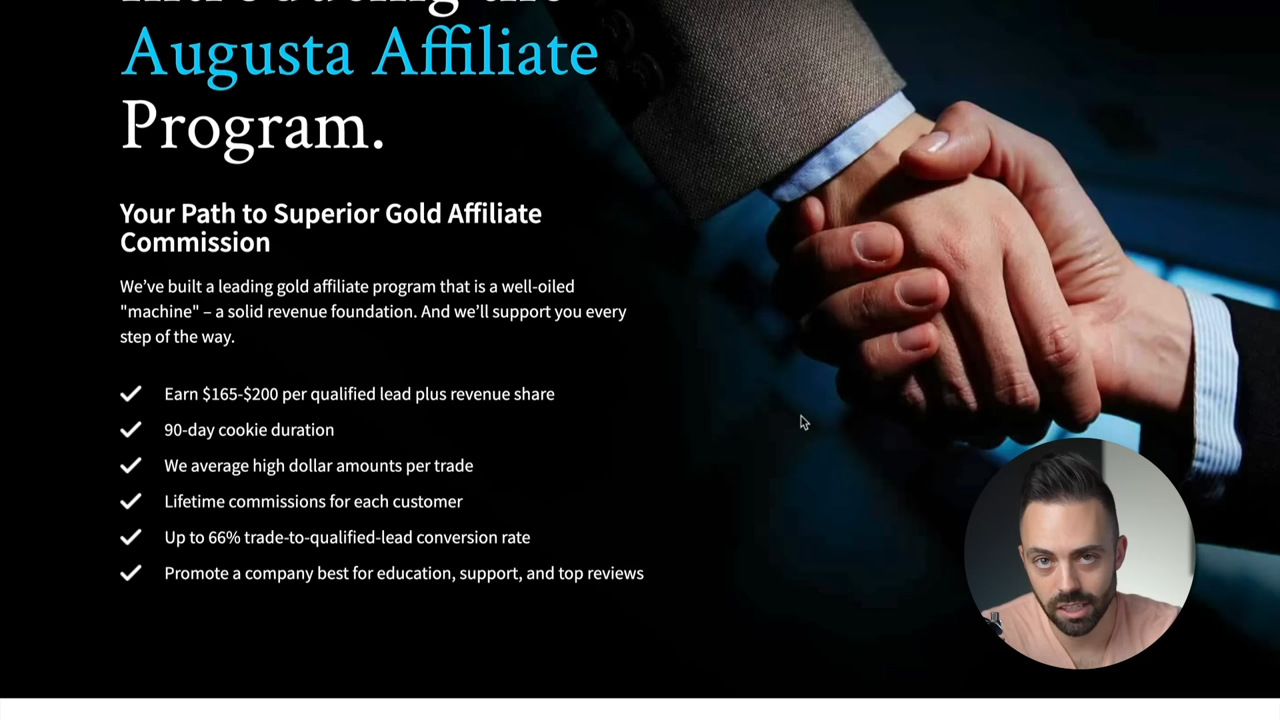 Introducing the
Augusta Affiliate
Program.
Your Path to Superior Gold Affiliate
Commission
We’ve built a leading gold affiliate program that is a well-oiled
"machine" – a solid revenue foundation. And we’ll support you every
step of the way.
Earn $165-$200 per qualified lead plus revenue share
90-day cookie duration
We average high dollar amounts per trade
Lifetime commissions for each customer
Up to 66% trade-to-qualified-lead conversion rate
Promote a company best for education, support, and top reviews